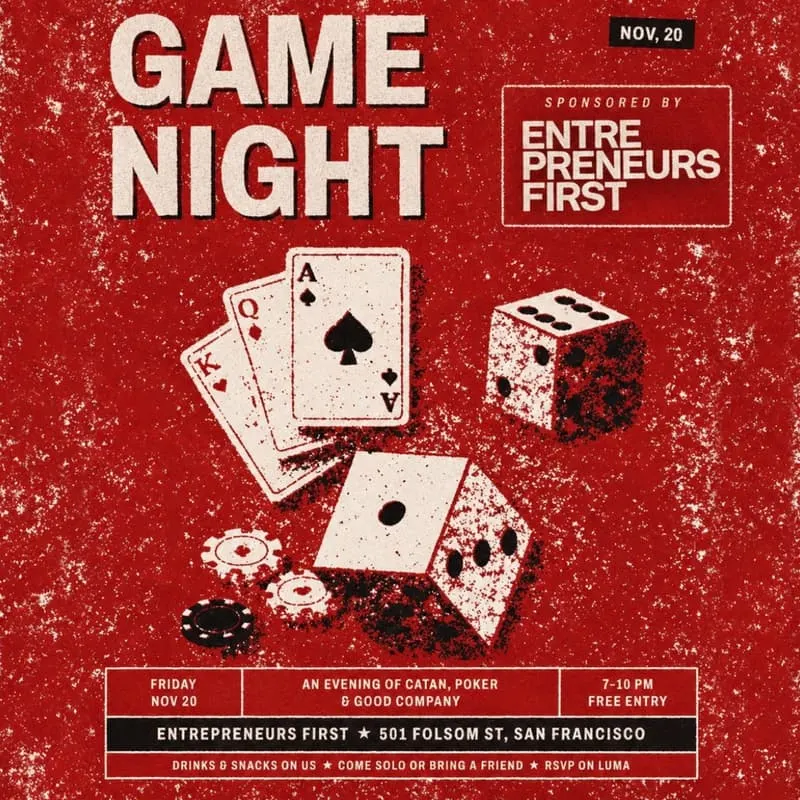 GAME
NIGHT
NOV, 20
SPONSORED BY
ENTRE
PRENEURS
FIRST
A
Q
K
A
FRIDAY
NOV 20
AN EVENING OF CATAN, POKER
& GOOD COMPANY
7–10 PM
FREE ENTRY
ENTREPRENEURS FIRST ★ 501 FOLSOM ST, SAN FRANCISCO
DRINKS & SNACKS ON US ★ COME SOLO OR BRING A FRIEND ★ RSVP ON LUMA